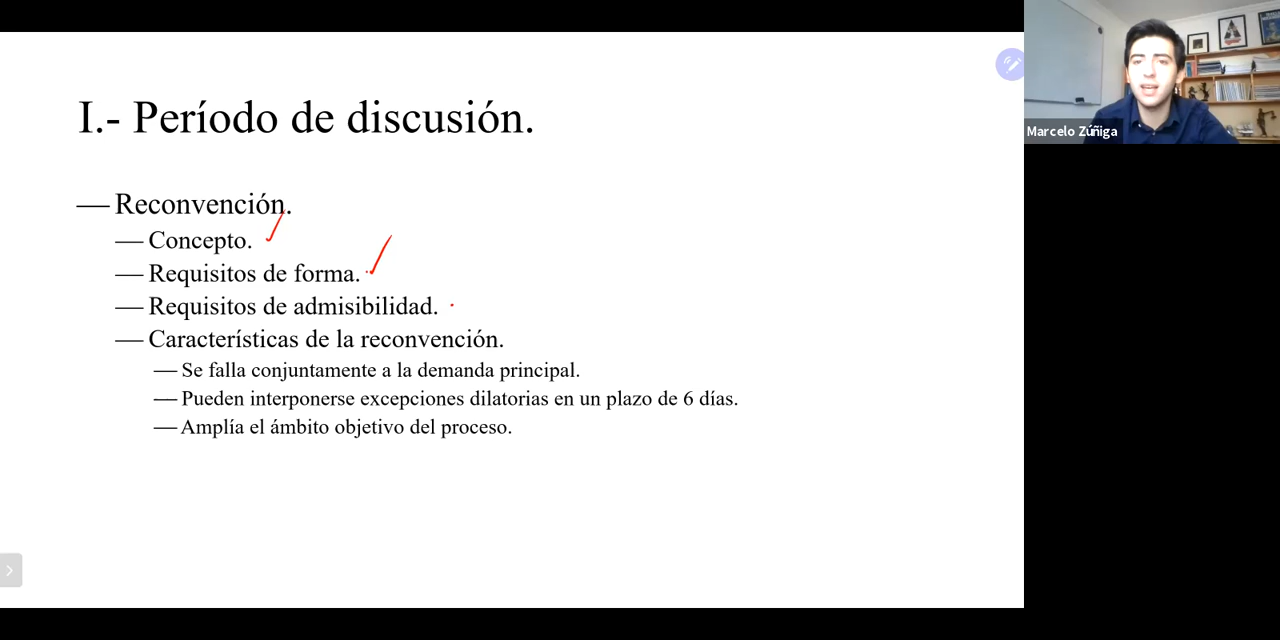 I.- Período de discusión.
— Reconvención.
— Concepto.
— Requisitos de forma.
— Requisitos de admisibilidad.
— Características de la reconvención.
— Se falla conjuntamente a la demanda principal.
— Pueden interponerse excepciones dilatorias en un plazo de 6 días.
— Amplía el ámbito objetivo del proceso.
Marcelo Zúñiga